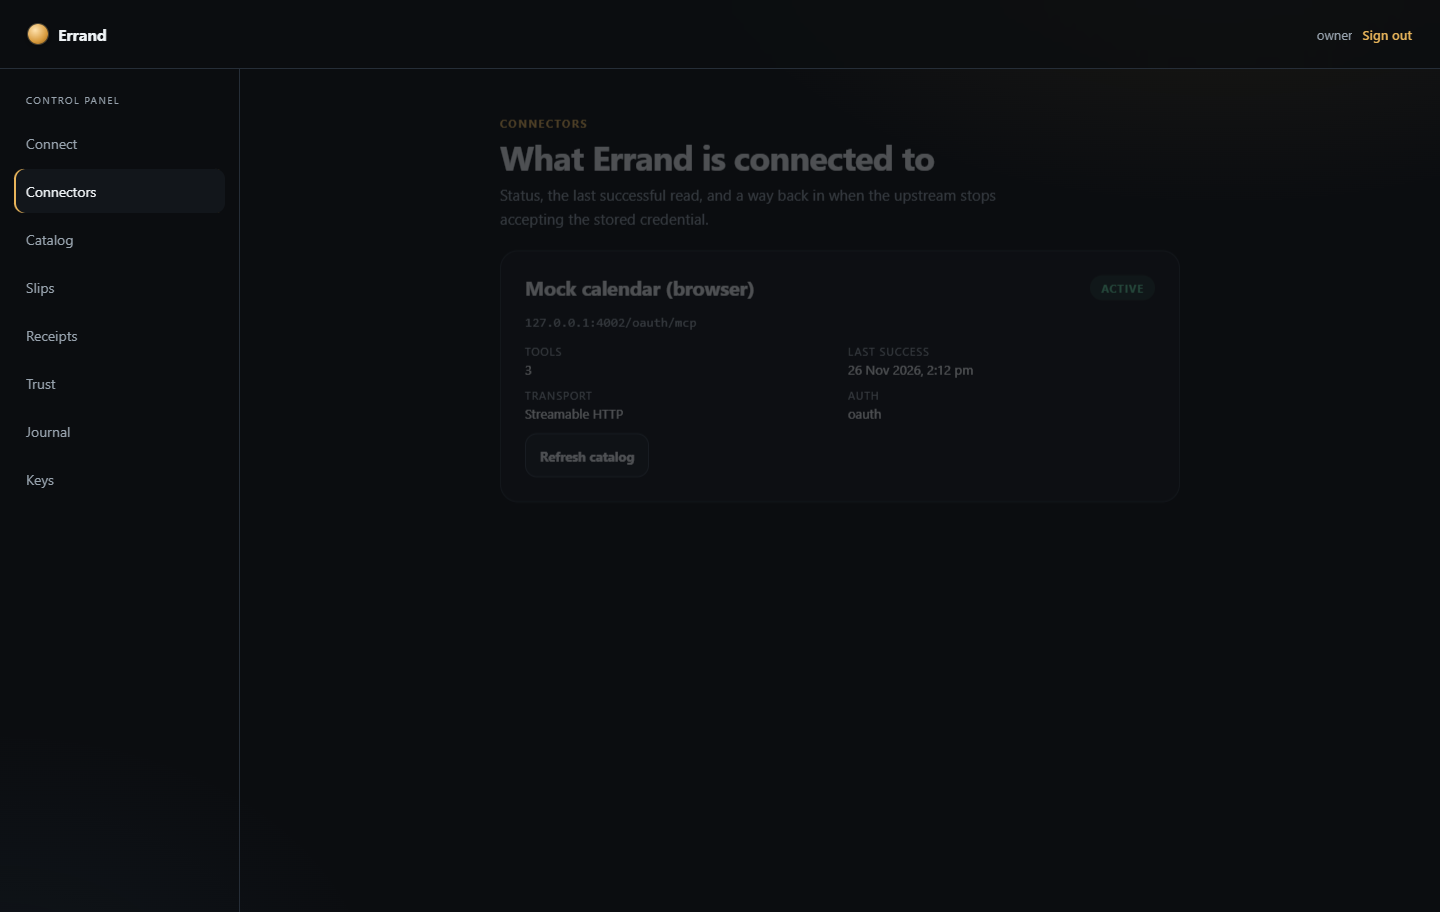 Errand
owner Sign out
CONTROL PANEL
Connect
Connectors
Catalog
Slips
Receipts
Trust
Journal
Keys
CONNECTORS
What Errand is connected to
Status, the last successful read, and a way back in when the upstream stops
accepting the stored credential.
Mock calendar (browser)
ACTIVE
127.0.0.1:4002/oauth/mcp
TOOLS
3
LAST SUCCESS
26 Nov 2026, 2:12 pm
TRANSPORT
Streamable HTTP
AUTH
oauth
Refresh catalog